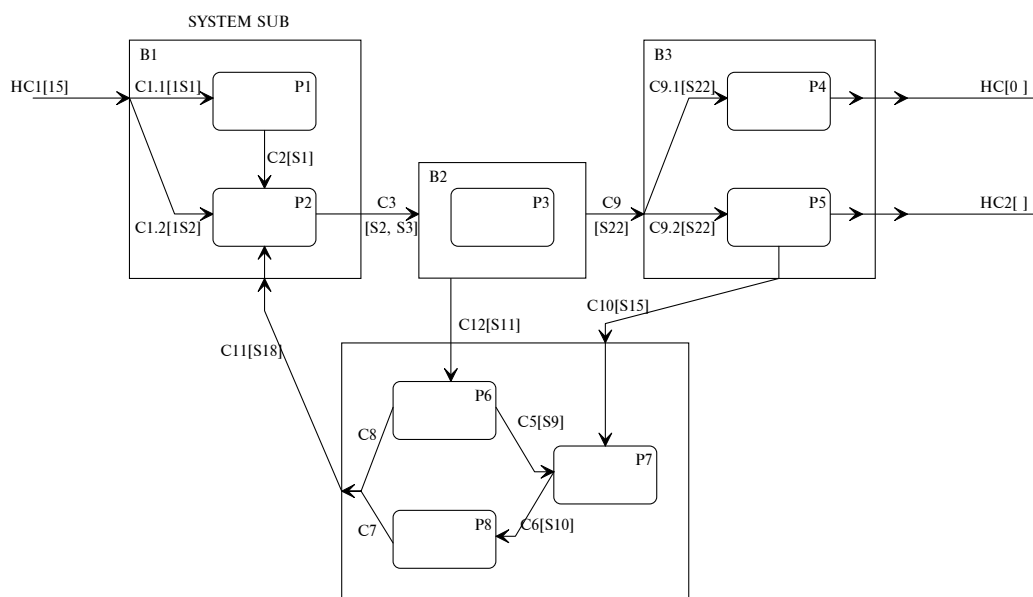 SYSTEM SUB
B1
B3
HC1[15]
C1.1[1S1]
P1
C9.1[S22]
P4
HC[0 ]
C2[S1]
B2
C1.2[1S2]
P2
C3
[S2, S3]
P3
C9
[S22]
C9.2[S22]
P5
HC2[ ]
C10[S15]
C12[S11]
C11[S18]
P6
C8
C5[S9]
P7
C7
P8
C6[S10]